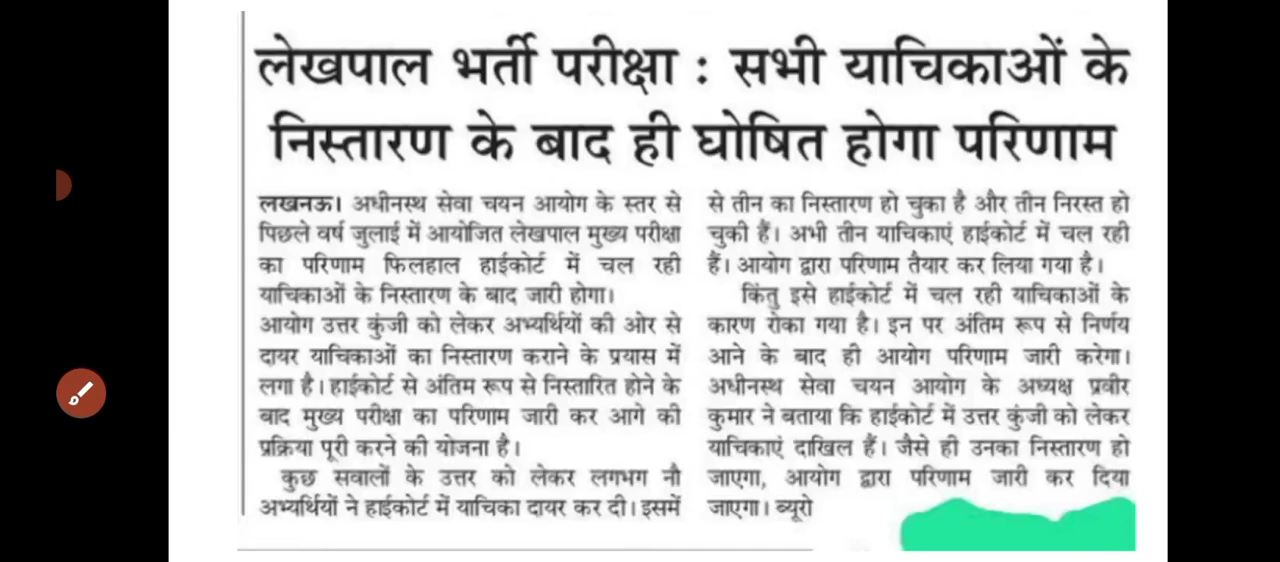 लेखपाल भर्ती परीक्षा : सभी याचिकाओं के
निस्तारण के बाद ही घोषित होगा परिणाम
लखनऊ। अधीनस्थ सेवा चयन आयोग के स्तर से
पिछले वर्ष जुलाई में आयोजित लेखपाल मुख्य परीक्षा
का परिणाम फिलहाल हाईकोर्ट में चल रही
याचिकाओं के निस्तारण के बाद जारी होगा।
आयोग उत्तर कुंजी को लेकर अभ्यर्थियों की ओर से
दायर याचिकाओं का निस्तारण कराने के प्रयास में
लगा है। हाईकोर्ट से अंतिम रूप से निस्तारित होने के
बाद मुख्य परीक्षा का परिणाम जारी कर आगे की
प्रक्रिया पूरी करने की योजना है।
कुछ सवालों के उत्तर को लेकर लगभग नौ
अभ्यर्थियों ने हाईकोर्ट में याचिका दायर कर दी। इसमें
से तीन का निस्तारण हो चुका है और तीन निरस्त हो
चुकी हैं। अभी तीन याचिकाएं हाईकोर्ट में चल रही
हैं। आयोग द्वारा परिणाम तैयार कर लिया गया है।
किंतु इसे हाईकोर्ट में चल रही याचिकाओं के
कारण रोका गया है। इन पर अंतिम रूप से निर्णय
आने के बाद ही आयोग परिणाम जारी करेगा।
अधीनस्थ सेवा चयन आयोग के अध्यक्ष प्रवीर
कुमार ने बताया कि हाईकोर्ट में उत्तर कुंजी को लेकर
याचिकाएं दाखिल हैं। जैसे ही उनका निस्तारण हो
जाएगा, आयोग द्वारा परिणाम जारी कर दिया
जाएगा। ब्यूरो